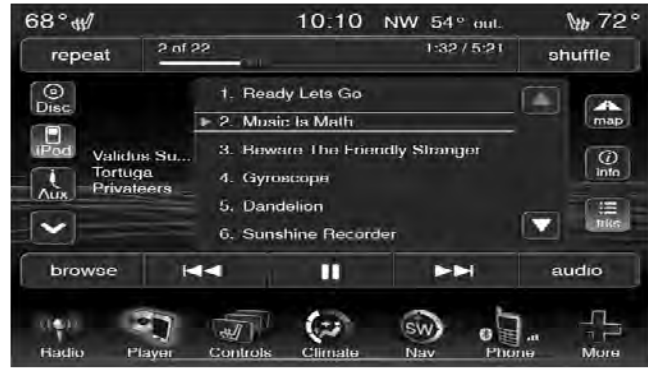 68° 10:10 NW 54° out. 72°
repeat 2 of 22 1:32 / 5:21 shuffle
Disc
iPod
Aux
Validus Su...
Tortuga
Privateers
1. Ready Lets Go
2. Music Is Math
3. Beware The Friendly Stranger
4. Gyroscope
5. Dandelion
6. Sunshine Recorder
map
info
trks
browse audio
SW
Radio Player Controls Climate Nav Phone More